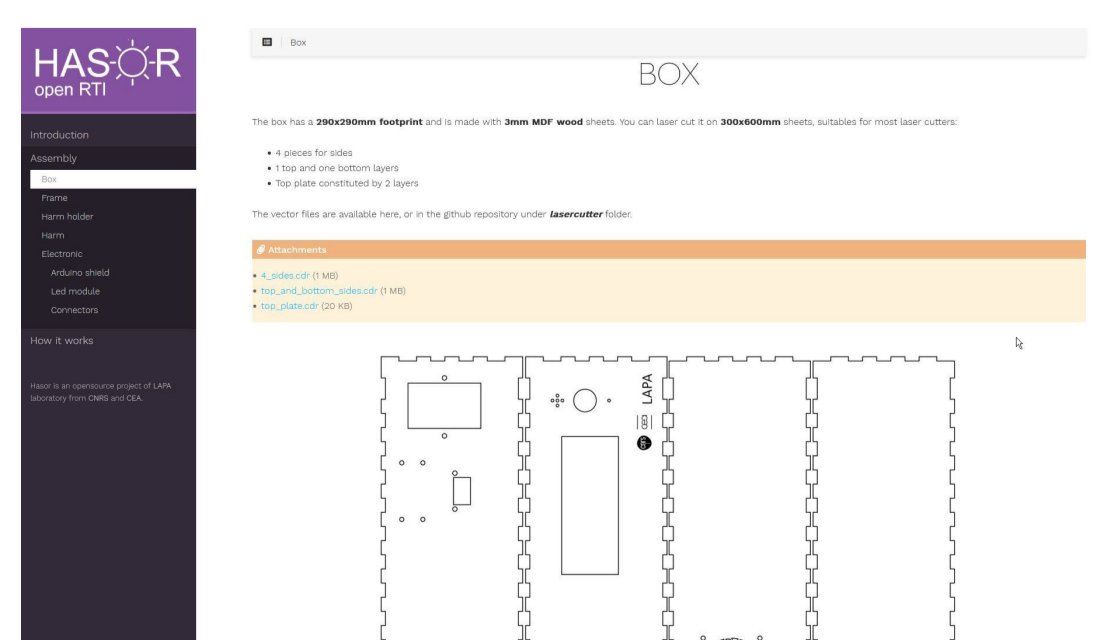 HAS-O-R
open RTI
Introduction
Assembly
Box
Frame
Harm holder
Harm
Electronic
Arduino shield
Led module
Connectors
How it works
Hasor is an opensource project of LAPA
laboratory from CNRS and CEA.
Box
BOX
The box has a 290x290mm footprint and is made with 3mm MDF wood sheets. You can laser cut it on 300x600mm sheets, suitables for most laser cutters:
• 4 pieces for sides
• 1 top and one bottom layers
• Top plate constituted by 2 layers
The vector files are available here, or in the github repository under lasercutter folder.
Attachments
• 4_sides.cdr (1 MB)
• top_and_bottom_sides.cdr (1 MB)
• top_plate.cdr (20 KB)
LAPA
cea
cnrs